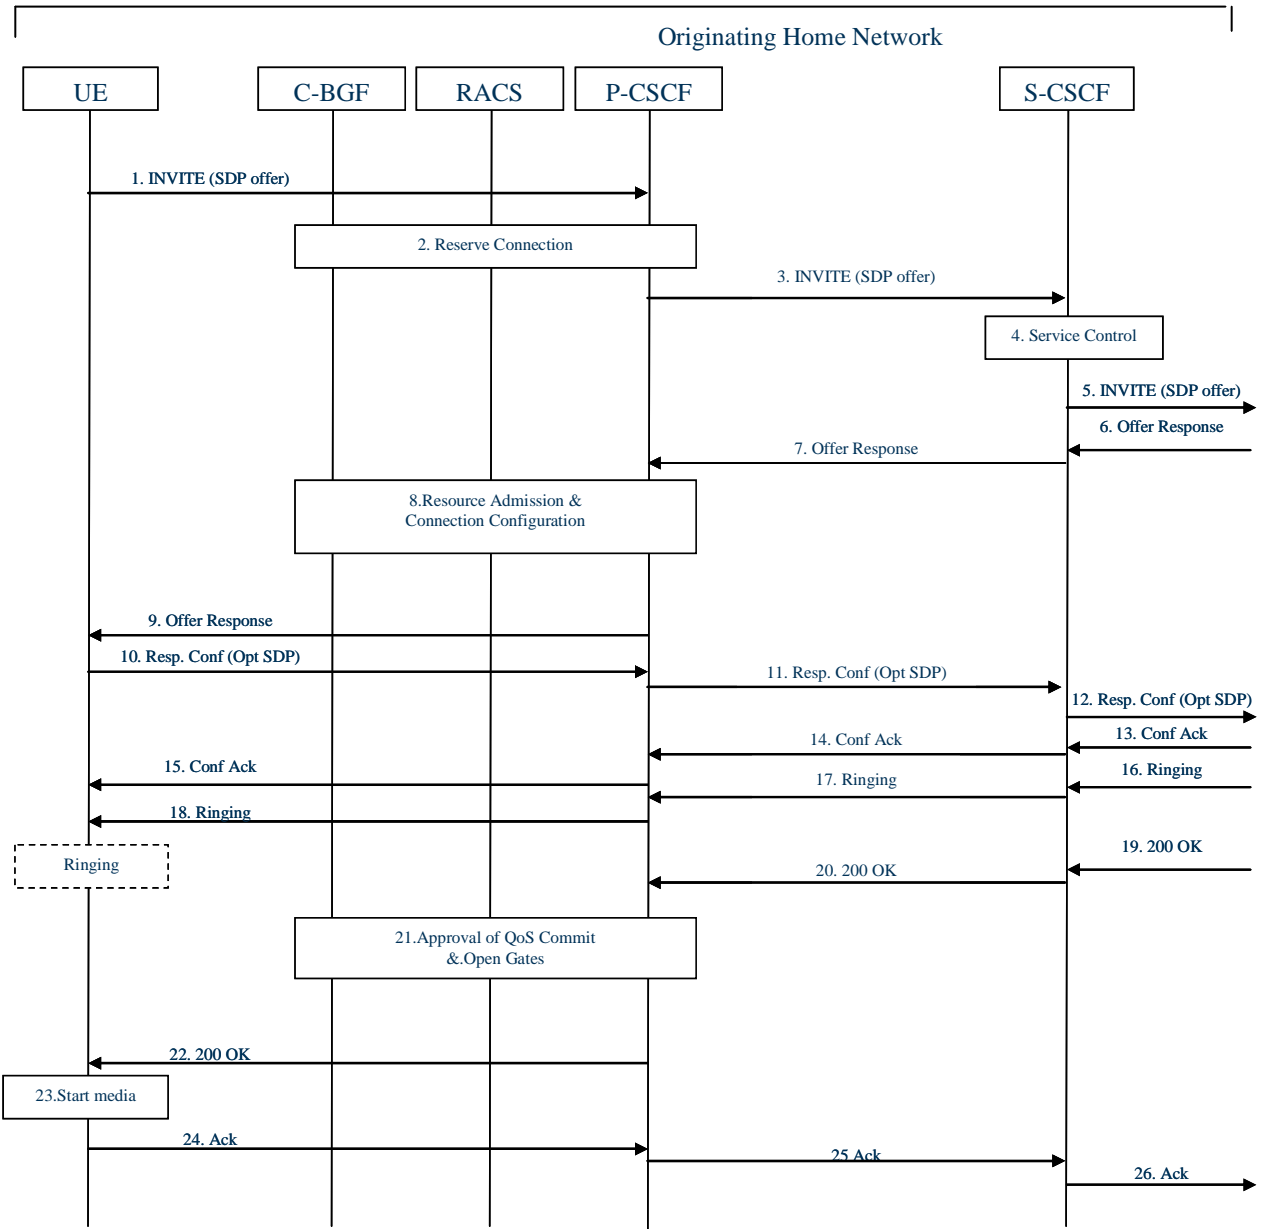 Originating Home Network
UE
C-BGF
RACS
P-CSCF
S-CSCF
1. INVITE (SDP offer)
2. Reserve Connection
3. INVITE (SDP offer)
4. Service Control
5. INVITE (SDP offer)
6. Offer Response
7. Offer Response
8.Resource Admission &
Connection Configuration
9. Offer Response
10. Resp. Conf (Opt SDP)
11. Resp. Conf (Opt SDP)
12. Resp. Conf (Opt SDP)
13. Conf Ack
14. Conf Ack
15. Conf Ack
16. Ringing
17. Ringing
18. Ringing
Ringing
19. 200 OK
20. 200 OK
21.Approval of QoS Commit
&.Open Gates
22. 200 OK
23.Start media
24. Ack
25 Ack
26. Ack